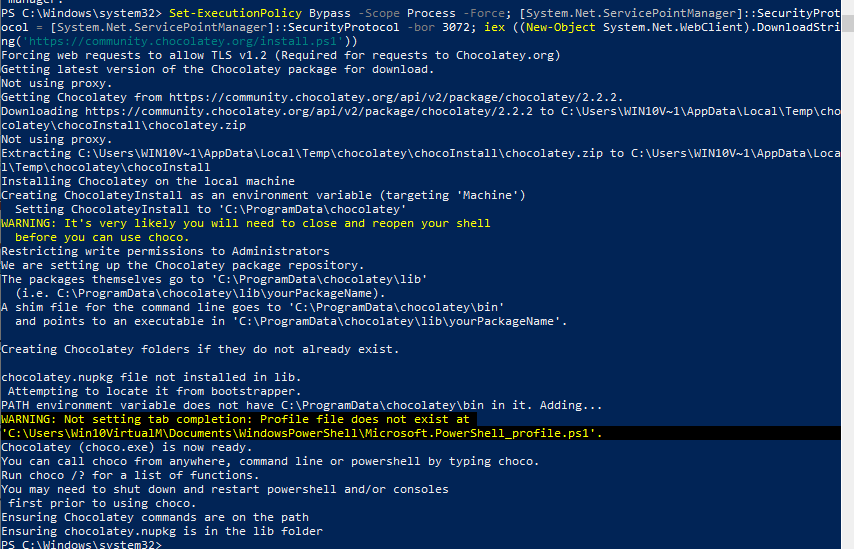 manager.
PS C:\Windows\system32> Set-ExecutionPolicy Bypass -Scope Process -Force; [System.Net.ServicePointManager]::SecurityProt
ocol = [System.Net.ServicePointManager]::SecurityProtocol -bor 3072; iex ((New-Object System.Net.WebClient).DownloadStri
ng('https://community.chocolatey.org/install.ps1'))
Forcing web requests to allow TLS v1.2 (Required for requests to Chocolatey.org)
Getting latest version of the Chocolatey package for download.
Not using proxy.
Getting Chocolatey from https://community.chocolatey.org/api/v2/package/chocolatey/2.2.2.
Downloading https://community.chocolatey.org/api/v2/package/chocolatey/2.2.2 to C:\Users\WIN10V~1\AppData\Local\Temp\cho
colatey\chocoInstall\chocolatey.zip
Not using proxy.
Extracting C:\Users\WIN10V~1\AppData\Local\Temp\chocolatey\chocoInstall\chocolatey.zip to C:\Users\WIN10V~1\AppData\Loca
l\Temp\chocolatey\chocoInstall
Installing Chocolatey on the local machine
Creating ChocolateyInstall as an environment variable (targeting 'Machine')
  Setting ChocolateyInstall to 'C:\ProgramData\chocolatey'
WARNING: It's very likely you will need to close and reopen your shell
  before you can use choco.
Restricting write permissions to Administrators
We are setting up the Chocolatey package repository.
The packages themselves go to 'C:\ProgramData\chocolatey\lib'
  (i.e. C:\ProgramData\chocolatey\lib\yourPackageName).
A shim file for the command line goes to 'C:\ProgramData\chocolatey\bin'
  and points to an executable in 'C:\ProgramData\chocolatey\lib\yourPackageName'.

Creating Chocolatey folders if they do not already exist.

chocolatey.nupkg file not installed in lib.
 Attempting to locate it from bootstrapper.
PATH environment variable does not have C:\ProgramData\chocolatey\bin in it. Adding...
WARNING: Not setting tab completion: Profile file does not exist at
'C:\Users\Win10VirtualM\Documents\WindowsPowerShell\Microsoft.PowerShell_profile.ps1'.
Chocolatey (choco.exe) is now ready.
You can call choco from anywhere, command line or powershell by typing choco.
Run choco /? for a list of functions.
You may need to shut down and restart powershell and/or consoles
 first prior to using choco.
Ensuring Chocolatey commands are on the path
Ensuring chocolatey.nupkg is in the lib folder
PS C:\Windows\system32>